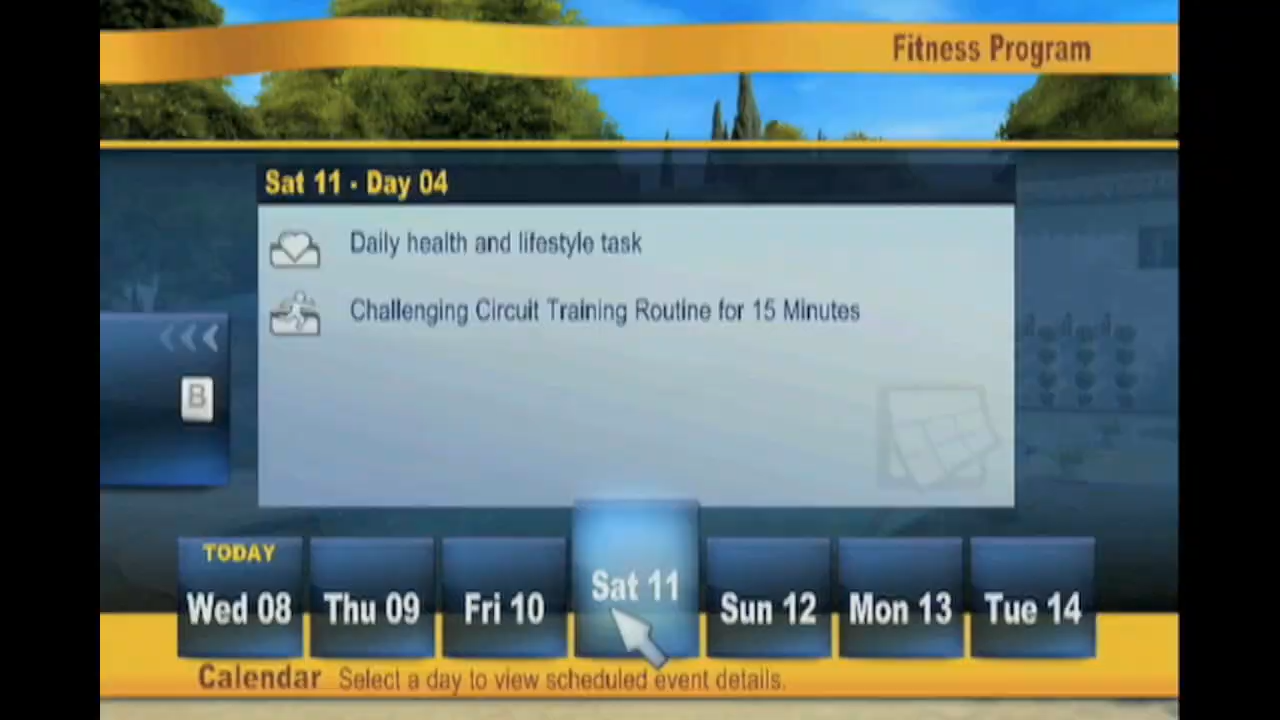 Fitness Program
Sat 11 - Day 04
Daily health and lifestyle task
Challenging Circuit Training Routine for 15 Minutes
B
TODAY
Wed 08
Thu 09
Fri 10
Sat 11
Sun 12
Mon 13
Tue 14
Calendar Select a day to view scheduled event details.